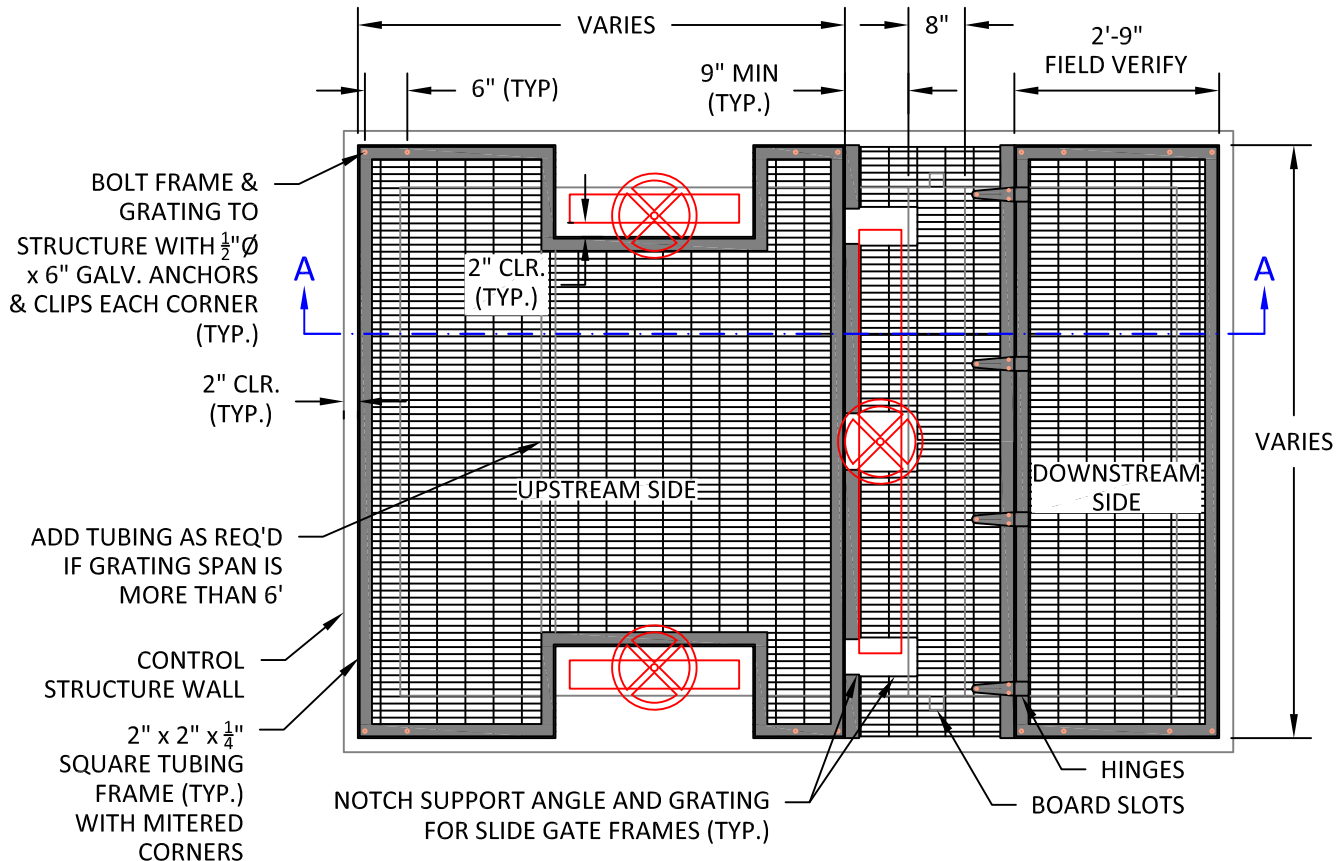 VARIES
8"
2'-9"
FIELD VERIFY
6" (TYP)
9" MIN
(TYP.)
BOLT FRAME &
GRATING TO
STRUCTURE WITH ½"Ø
x 6" GALV. ANCHORS
& CLIPS EACH CORNER
(TYP.)
A
A
2" CLR.
(TYP.)
2" CLR.
(TYP.)
VARIES
UPSTREAM SIDE
DOWNSTREAM
SIDE
ADD TUBING AS REQ'D
IF GRATING SPAN IS
MORE THAN 6'
CONTROL
STRUCTURE WALL
2" x 2" x ¼"
SQUARE TUBING
FRAME (TYP.)
WITH MITERED
CORNERS
NOTCH SUPPORT ANGLE AND GRATING
FOR SLIDE GATE FRAMES (TYP.)
HINGES
BOARD SLOTS